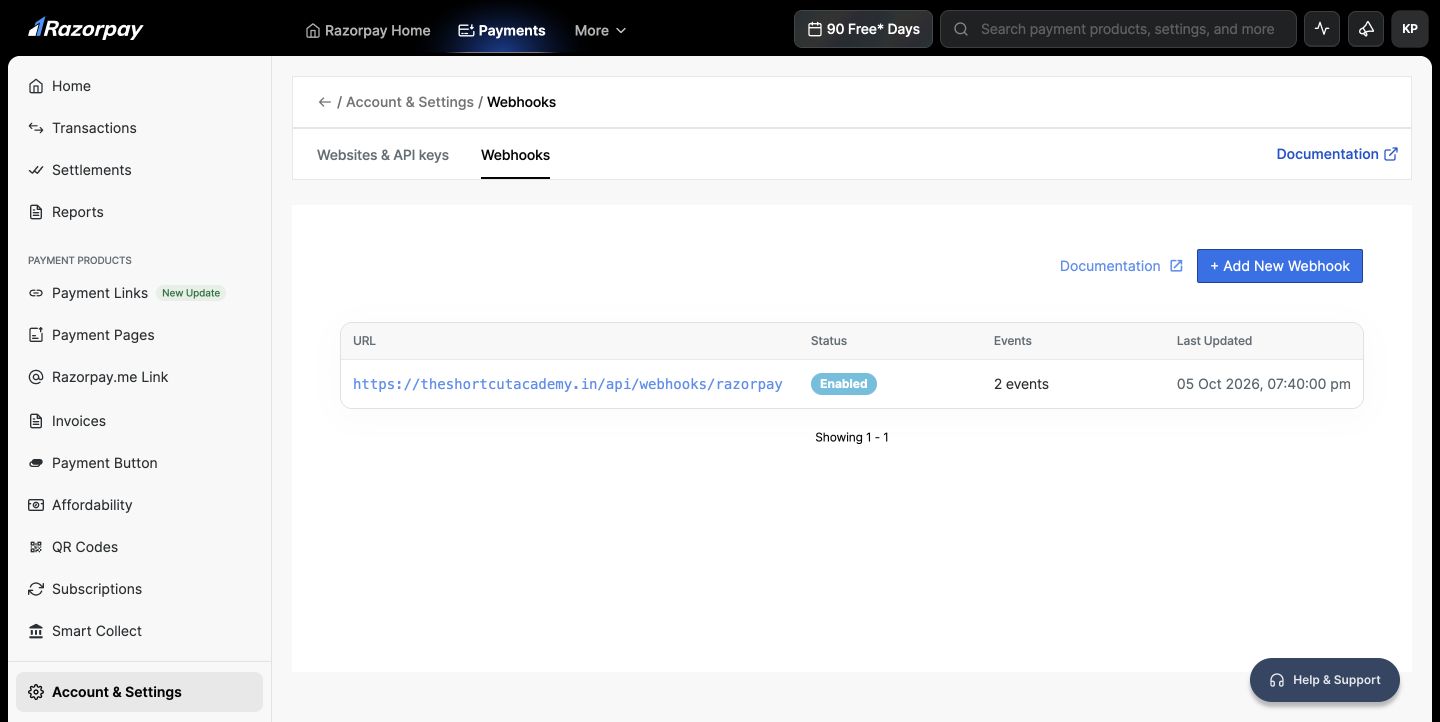 Razorpay
Razorpay Home
Payments
More
90 Free* Days
Search payment products, settings, and more
KP
Home
Transactions
Settlements
Reports
PAYMENT PRODUCTS
Payment Links New Update
Payment Pages
Razorpay.me Link
Invoices
Payment Button
Affordability
QR Codes
Subscriptions
Smart Collect
Account & Settings
/ Account & Settings / Webhooks
Websites & API keys
Webhooks
Documentation
Documentation
+ Add New Webhook
URL Status Events Last Updated
https://theshortcutacademy.in/api/webhooks/razorpay Enabled 2 events 05 Oct 2026, 07:40:00 pm
Showing 1 - 1
Help & Support